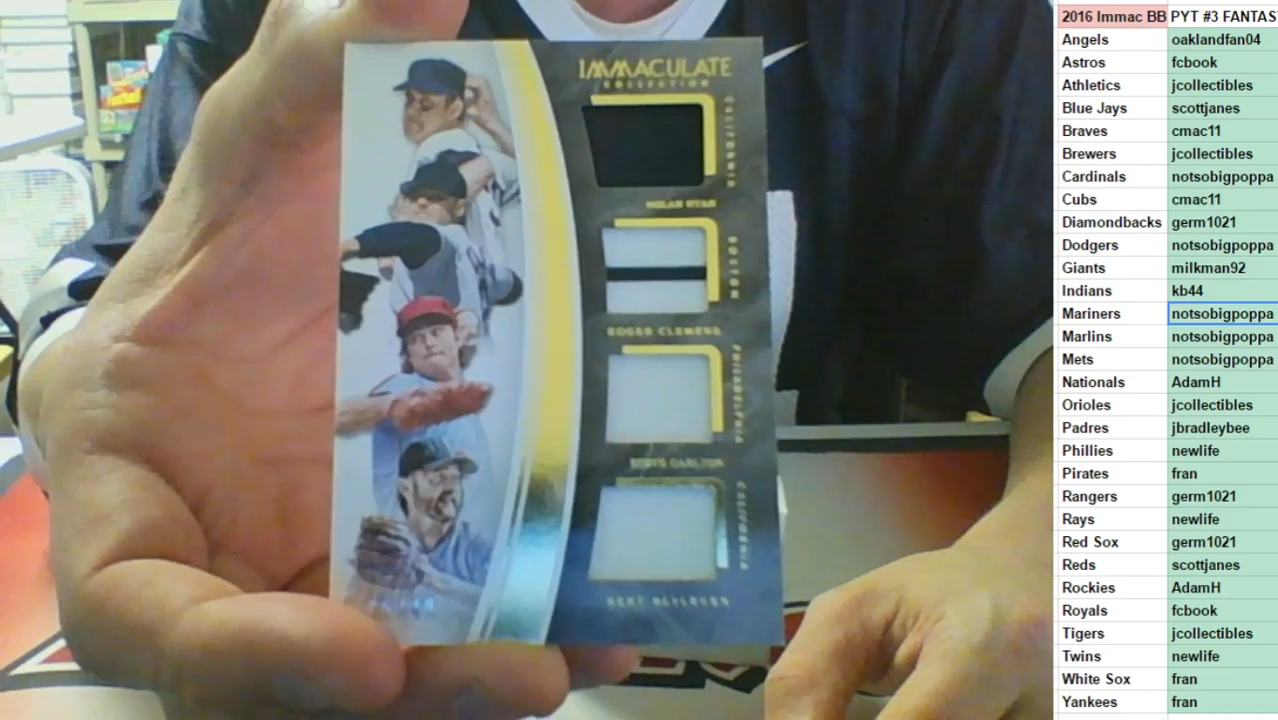 IMMACULATE
COLLECTION
CALIFORNIA
NOLAN RYAN
BOSTON
ROGER CLEMENS
PHILADELPHIA
STEVE CARLTON
CALIFORNIA
BERT BLYLEVEN
2016 Immac BB PYT #3 FANTAS
Angels oaklandfan04
Astros fcbook
Athletics jcollectibles
Blue Jays scottjanes
Braves cmac11
Brewers jcollectibles
Cardinals notsobigpoppa
Cubs cmac11
Diamondbacks germ1021
Dodgers notsobigpoppa
Giants milkman92
Indians kb44
Mariners notsobigpoppa
Marlins notsobigpoppa
Mets notsobigpoppa
Nationals AdamH
Orioles jcollectibles
Padres jbradleybee
Phillies newlife
Pirates fran
Rangers germ1021
Rays newlife
Red Sox germ1021
Reds scottjanes
Rockies AdamH
Royals fcbook
Tigers jcollectibles
Twins newlife
White Sox fran
Yankees fran